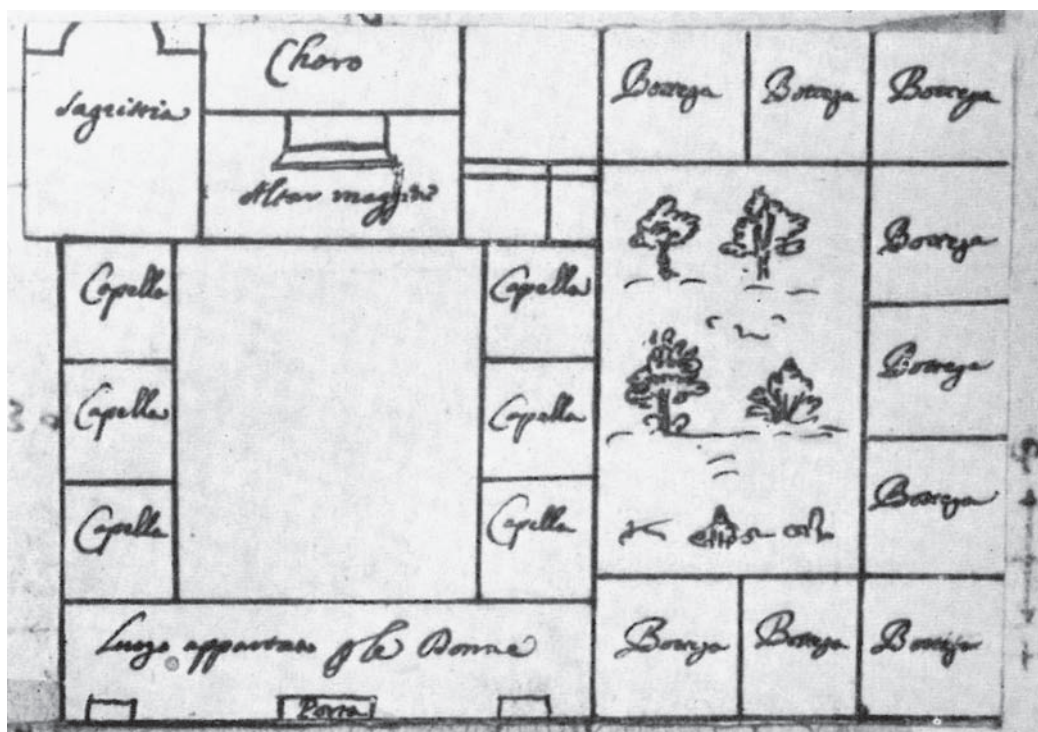 Choro
Sagristia
Altar maggiore
Bottega
Bottega
Bottega
Capella
Capella
Bottega
Capella
Capella
Bottega
Capella
Capella
Bottega
Luogo appartato p le Donne
Bottega
Bottega
Bottega
Porta